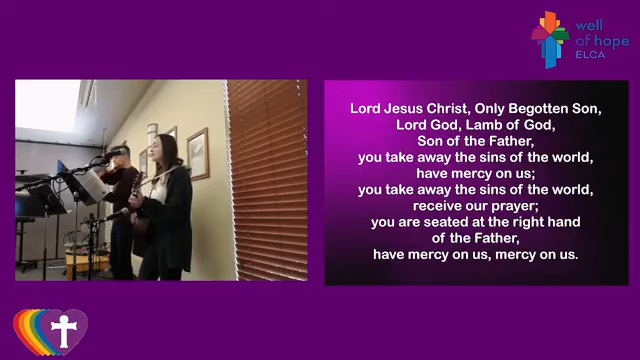 well
of hope
ELCA
Lord Jesus Christ, Only Begotten Son,
Lord God, Lamb of God,
Son of the Father,
you take away the sins of the world,
have mercy on us;
you take away the sins of the world,
receive our prayer;
you are seated at the right hand
of the Father,
have mercy on us, mercy on us.